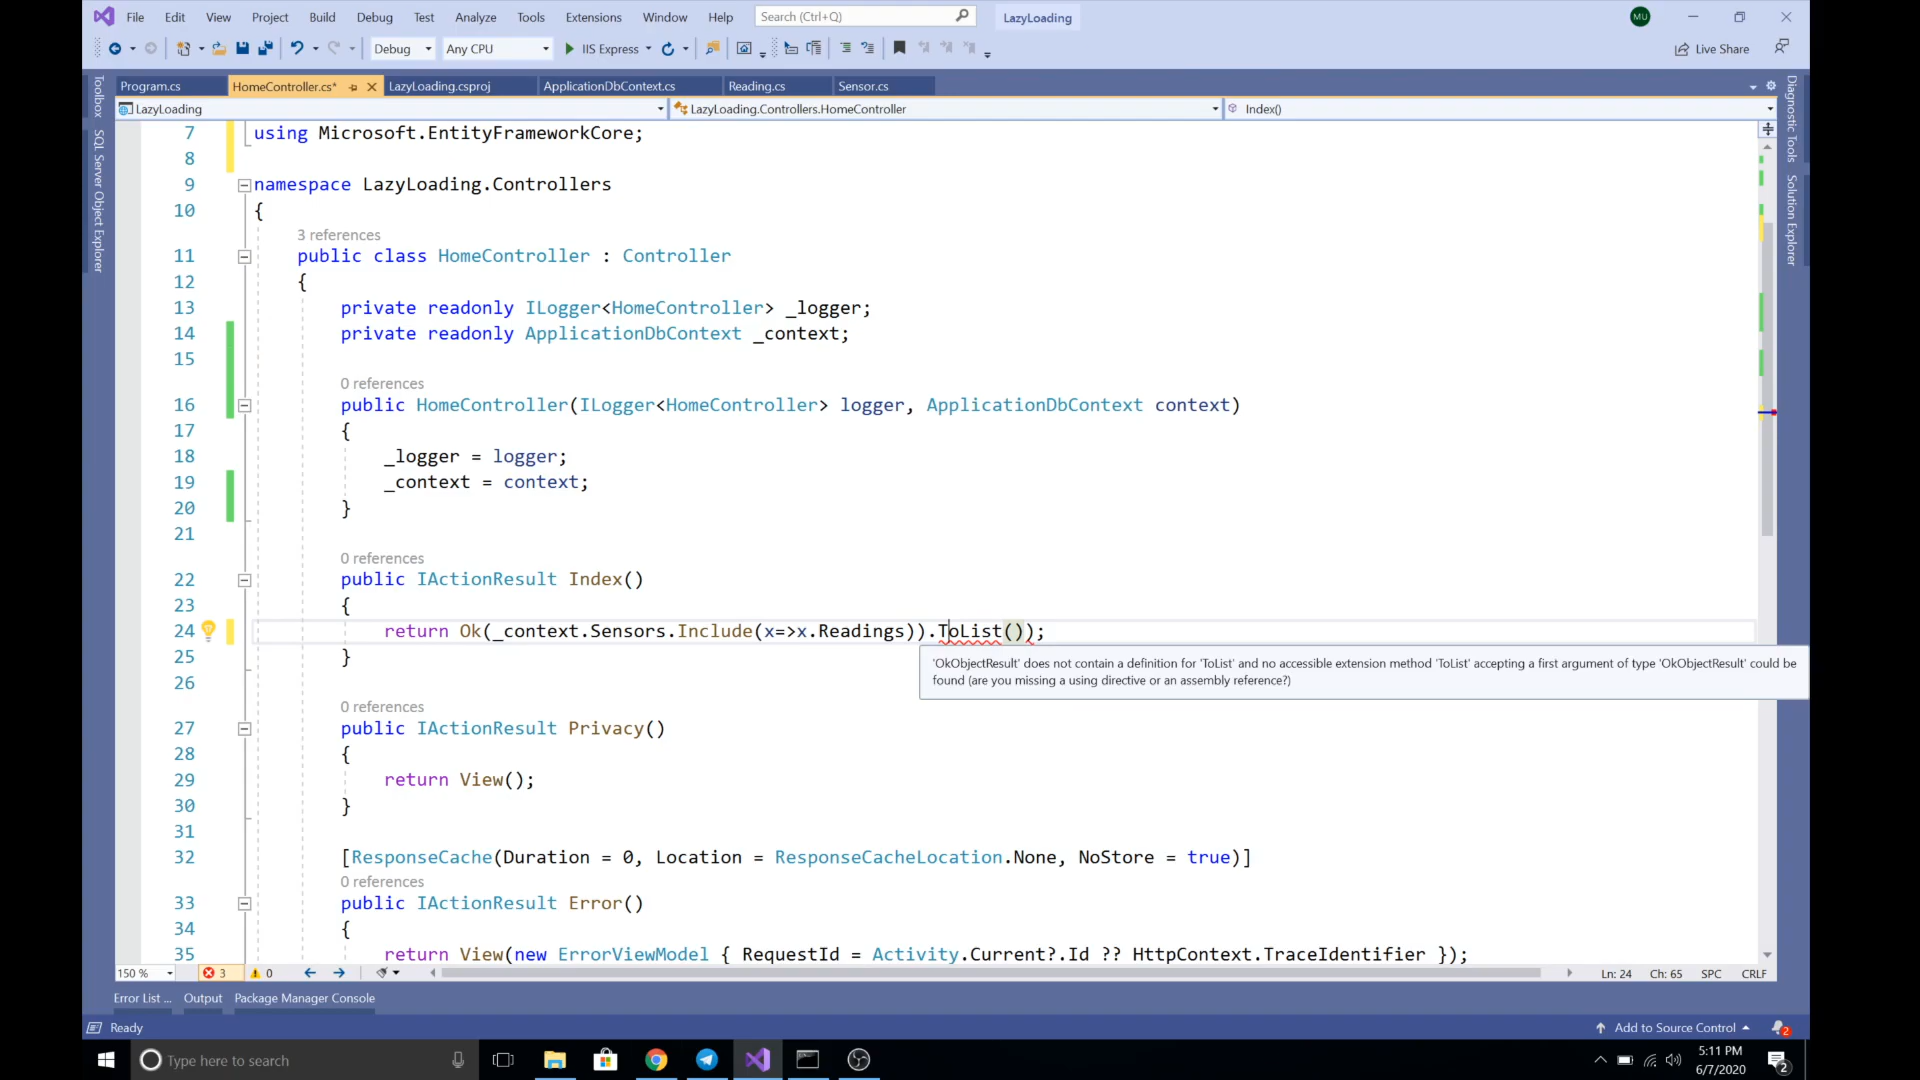 File Edit View Project Build Debug Test Analyze Tools Extensions Window Help Search (Ctrl+Q) LazyLoading MU
Debug Any CPU IIS Express Live Share
Program.cs HomeController.cs* LazyLoading.csproj ApplicationDbContext.cs Reading.cs Sensor.cs
LazyLoading LazyLoading.Controllers.HomeController Index()
Toolbox
SQL Server Object Explorer
Diagnostic Tools
Solution Explorer
7 using Microsoft.EntityFrameworkCore;
8
9 namespace LazyLoading.Controllers
10 {
3 references
11 public class HomeController : Controller
12 {
13 private readonly ILogger<HomeController> _logger;
14 private readonly ApplicationDbContext _context;
15
0 references
16 public HomeController(ILogger<HomeController> logger, ApplicationDbContext context)
17 {
18 _logger = logger;
19 _context = context;
20 }
21
0 references
22 public IActionResult Index()
23 {
24 return Ok(_context.Sensors.Include(x=>x.Readings)).ToList());
25 }
'OkObjectResult' does not contain a definition for 'ToList' and no accessible extension method 'ToList' accepting a first argument of type 'OkObjectResult' could be
found (are you missing a using directive or an assembly reference?)
26
0 references
27 public IActionResult Privacy()
28 {
29 return View();
30 }
31
32 [ResponseCache(Duration = 0, Location = ResponseCacheLocation.None, NoStore = true)]
0 references
33 public IActionResult Error()
34 {
35 return View(new ErrorViewModel { RequestId = Activity.Current?.Id ?? HttpContext.TraceIdentifier });
150 % 3 0 Ln: 24 Ch: 65 SPC CRLF
Error List ... Output Package Manager Console
Ready Add to Source Control 2
Type here to search 5:11 PM
6/7/2020 2